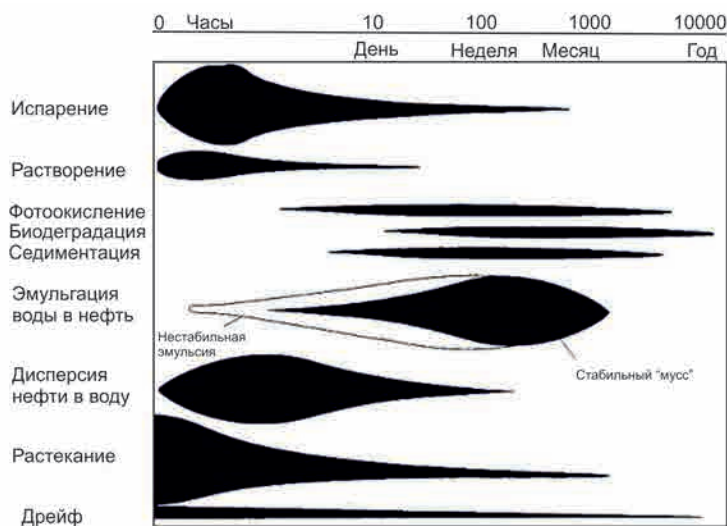 0 Часы 10 100 1000 10000
День Неделя Месяц Год
Испарение
Растворение
Фотоокисление
Биодеградация
Седиментация
Эмульгация
воды в нефть
Нестабильная
эмульсия
Стабильный "мусс"
Дисперсия
нефти в воду
Растекание
Дрейф